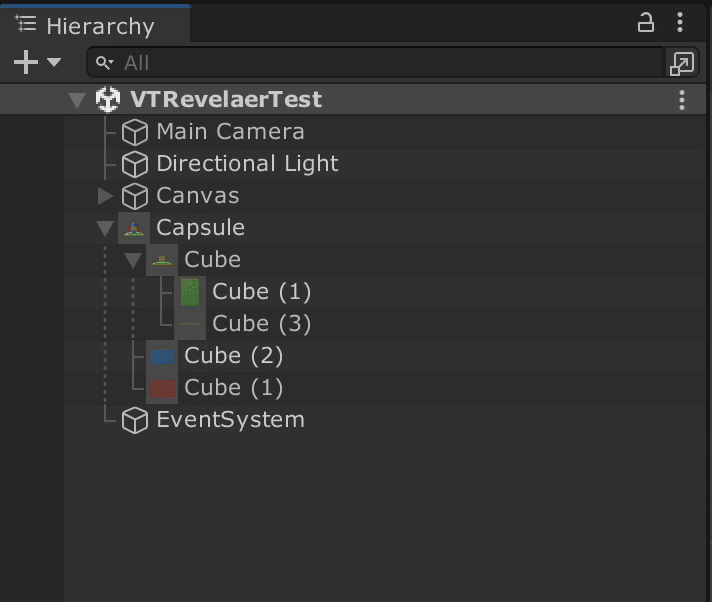 Hierarchy
All
VTRevelaerTest
Main Camera
Directional Light
Canvas
Capsule
Cube
Cube (1)
Cube (3)
Cube (2)
Cube (1)
EventSystem